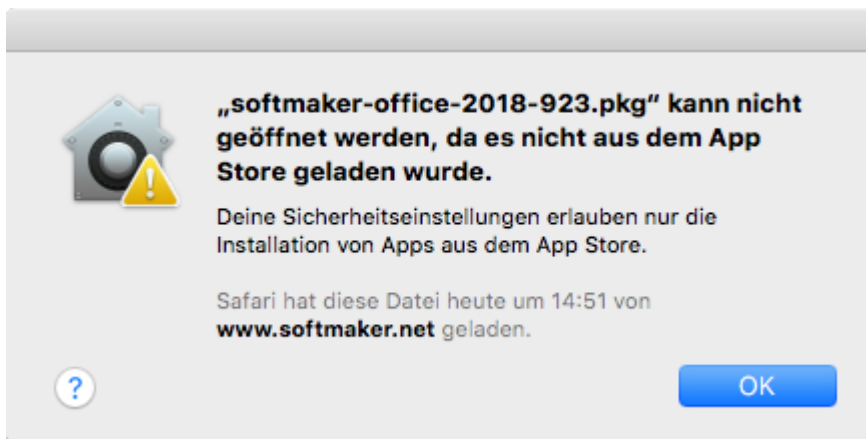 „softmaker-office-2018-923.pkg“ kann nicht
geöffnet werden, da es nicht aus dem App
Store geladen wurde.
Deine Sicherheitseinstellungen erlauben nur die
Installation von Apps aus dem App Store.
Safari hat diese Datei heute um 14:51 von
www.softmaker.net geladen.
?
OK